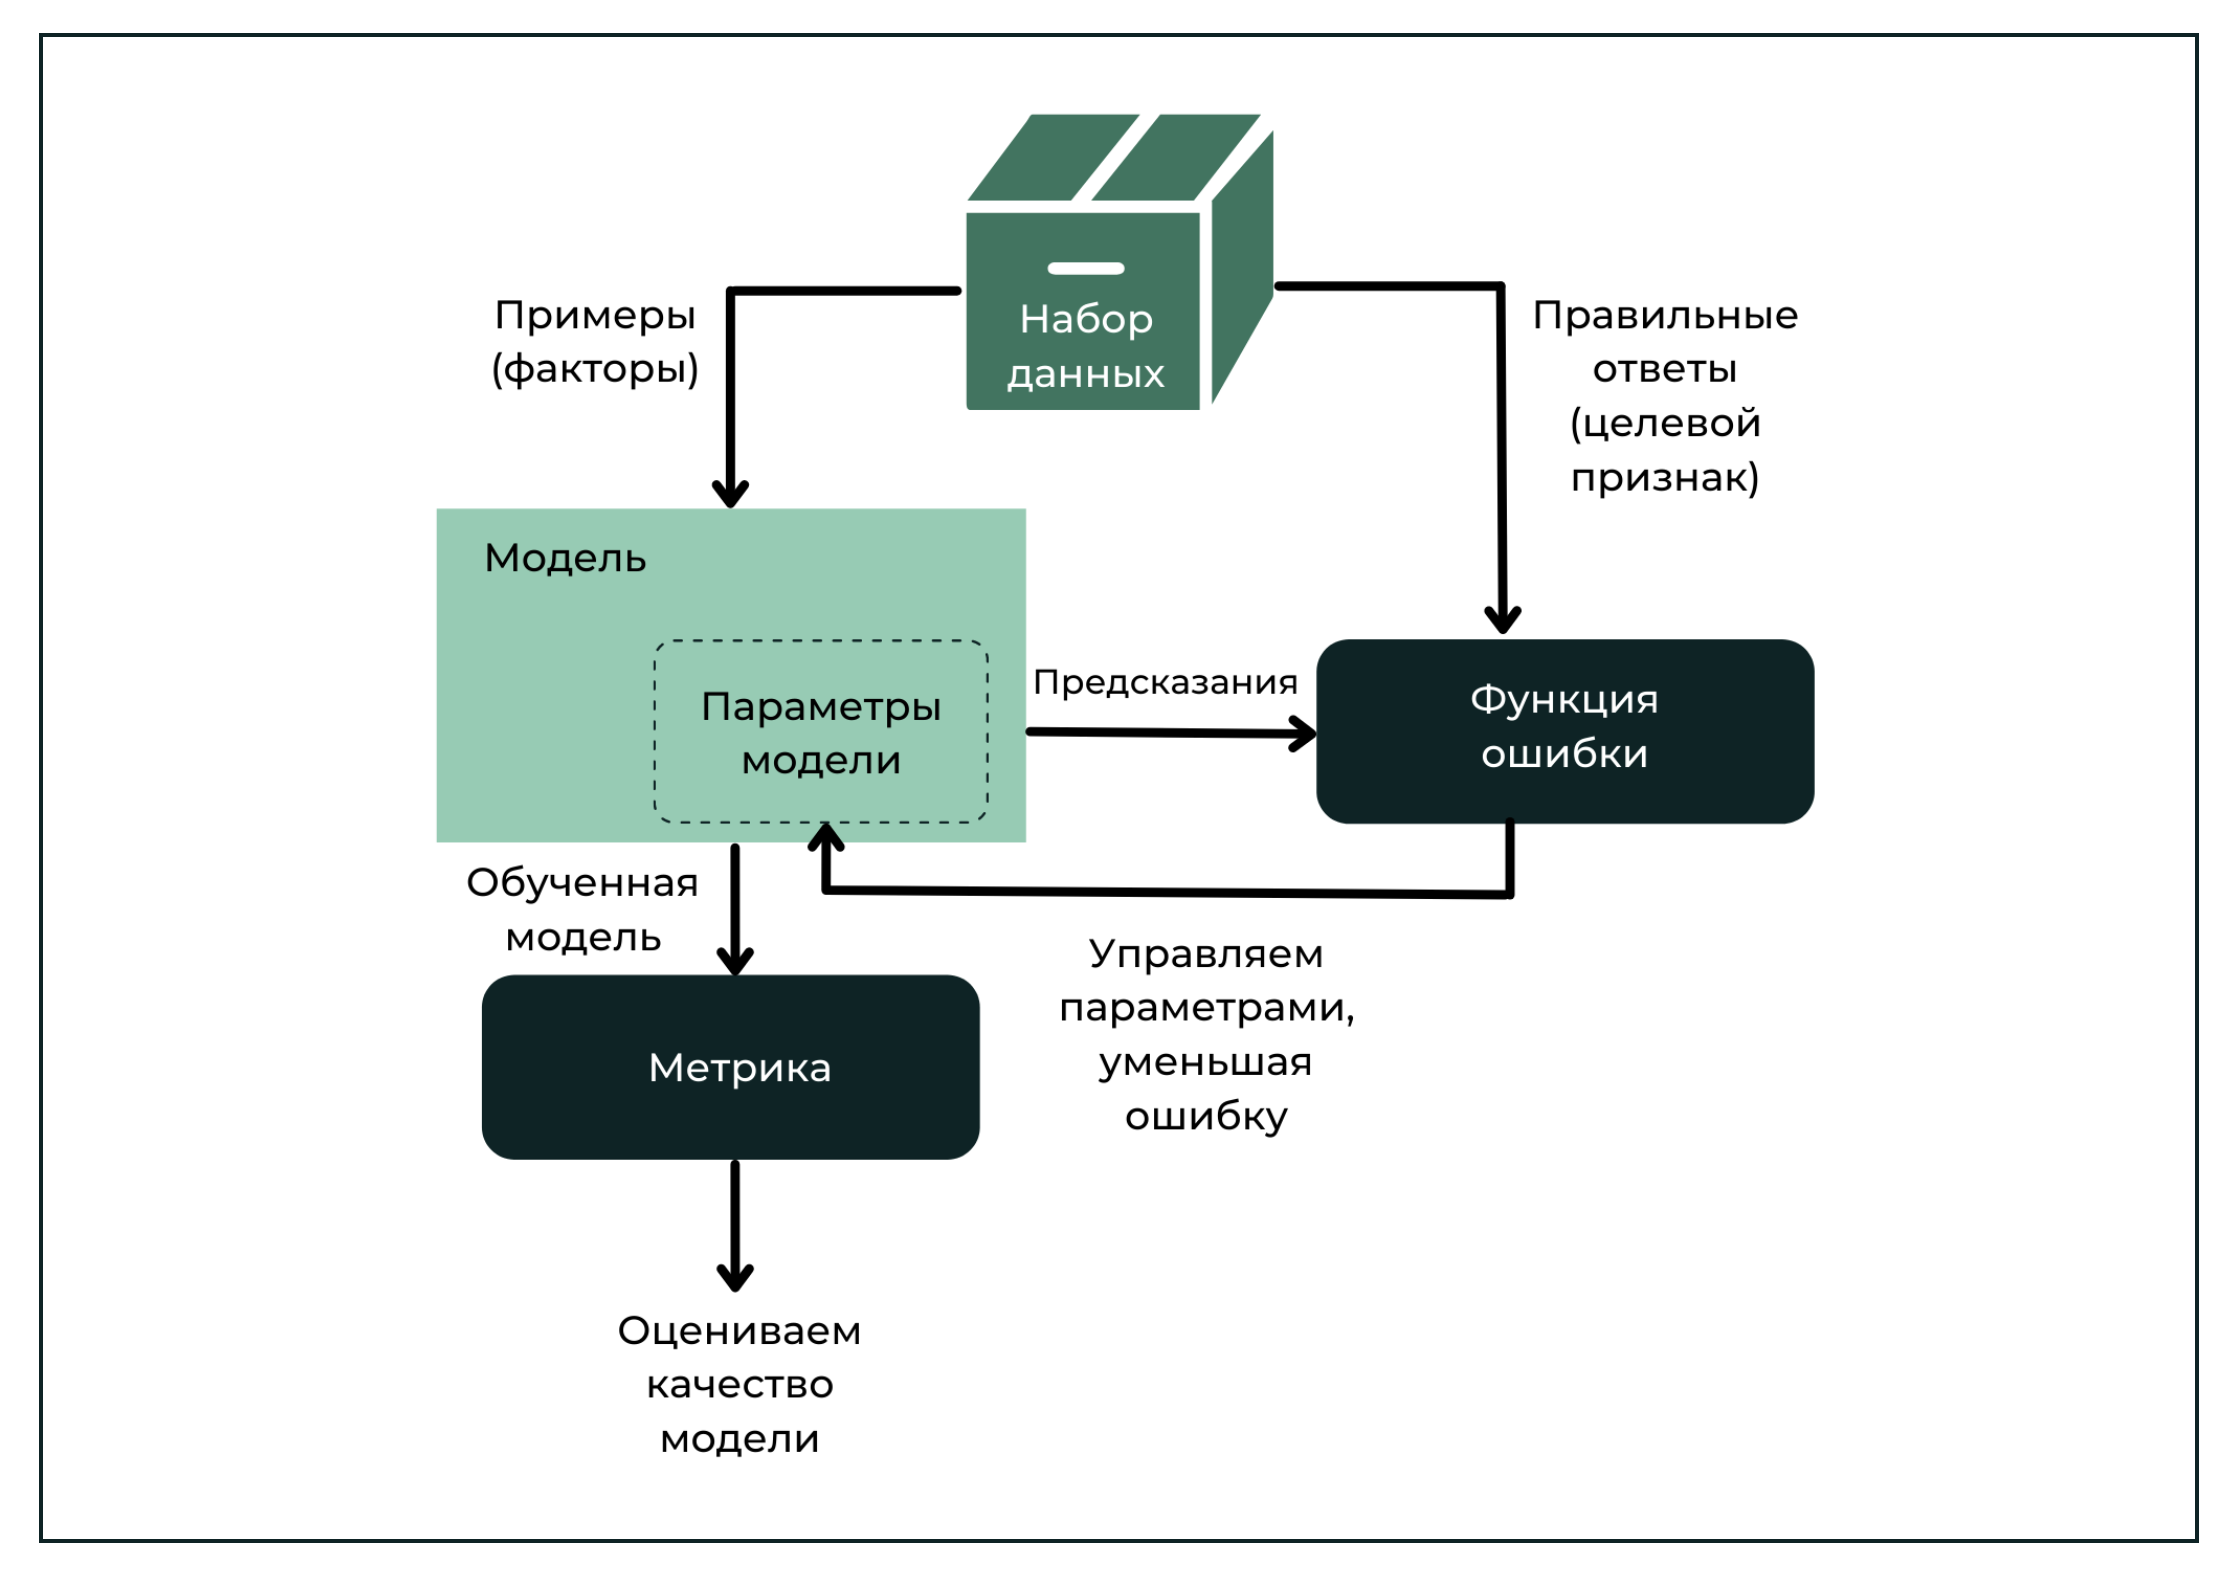 Набор
данных
Примеры
(факторы)
Правильные
ответы
(целевой
признак)
Модель
Параметры
модели
Предсказания
Функция
ошибки
Обученная
модель
Управляем
параметрами,
уменьшая
ошибку
Метрика
Оцениваем
качество
модели